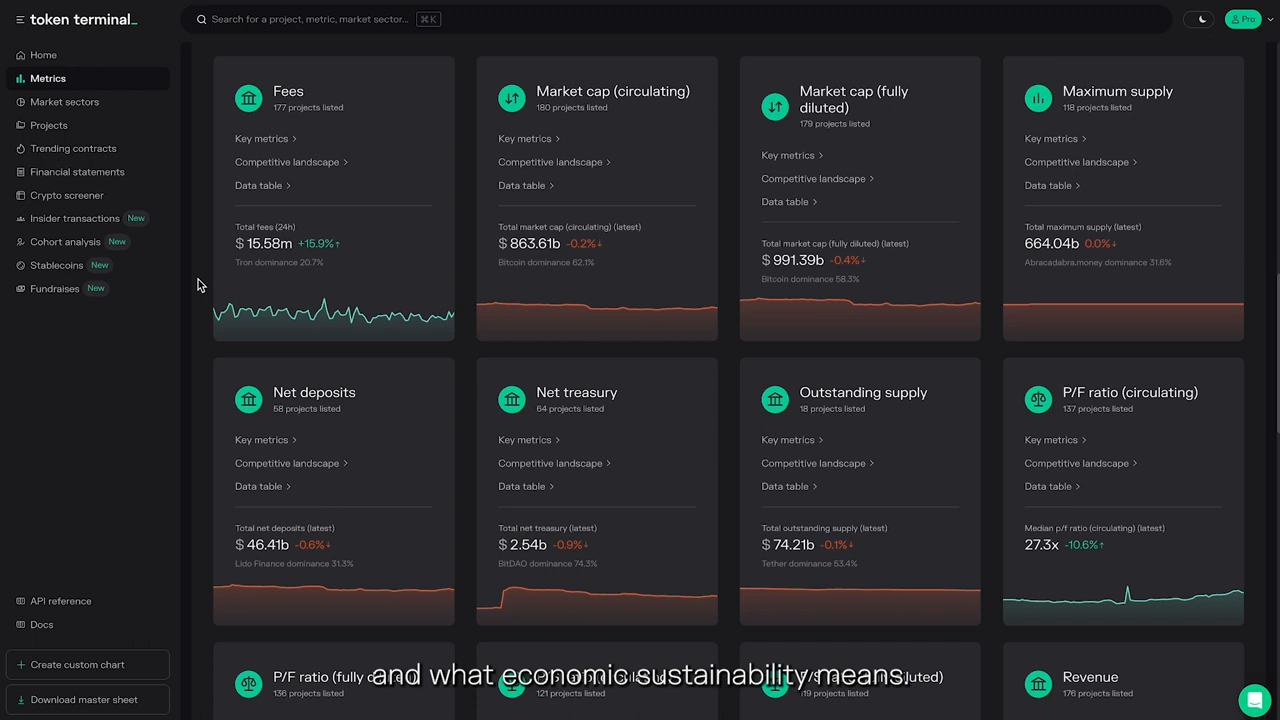 token terminal_
Search for a project, metric, market sector...
⌘K
Pro
Home
Metrics
Market sectors
Projects
Trending contracts
Financial statements
Crypto screener
Insider transactions New
Cohort analysis New
Stablecoins New
Fundraises New
API reference
Docs
Create custom chart
Download master sheet
Fees
177 projects listed
Key metrics >
Competitive landscape >
Data table >
Total fees (24h)
$ 15.58m +15.9%↑
Tron dominance 20.7%
Market cap (circulating)
180 projects listed
Key metrics >
Competitive landscape >
Data table >
Total market cap (circulating) (latest)
$ 863.61b -0.2%↓
Bitcoin dominance 62.1%
Market cap (fully
diluted)
179 projects listed
Key metrics >
Competitive landscape >
Data table >
Total market cap (fully diluted) (latest)
$ 991.39b -0.4%↓
Bitcoin dominance 58.3%
Maximum supply
118 projects listed
Key metrics >
Competitive landscape >
Data table >
Total maximum supply (latest)
664.04b 0.0%↓
Abracadabra.money dominance 31.6%
Net deposits
58 projects listed
Key metrics >
Competitive landscape >
Data table >
Total net deposits (latest)
$ 46.41b -0.6%↓
Lido Finance dominance 31.3%
Net treasury
64 projects listed
Key metrics >
Competitive landscape >
Data table >
Total net treasury (latest)
$ 2.54b -0.9%↓
BitDAO dominance 74.3%
Outstanding supply
18 projects listed
Key metrics >
Competitive landscape >
Data table >
Total outstanding supply (latest)
$ 74.21b -0.1%↓
Tether dominance 53.4%
P/F ratio (circulating)
137 projects listed
Key metrics >
Competitive landscape >
Data table >
Median p/f ratio (circulating) (latest)
27.3x -10.6%↑
P/F ratio (fully
136 projects listed
121 projects listed
119 projects listed
Revenue
176 projects listed
and what economic sustainability means.